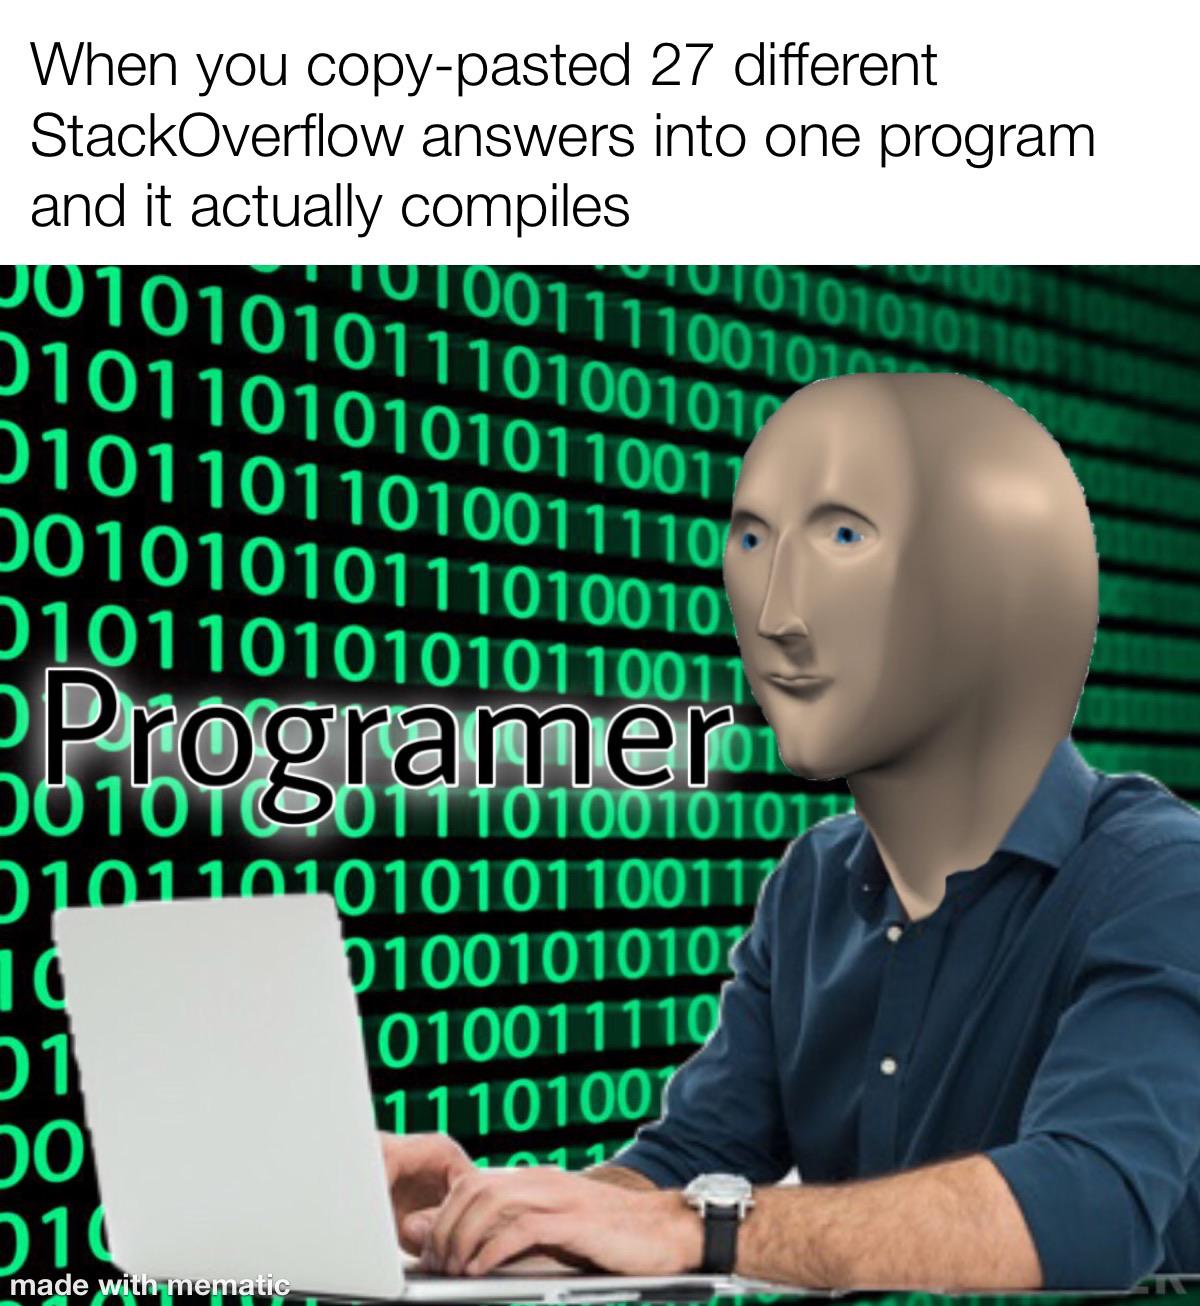 When you copy-pasted 27 different
StackOverflow answers into one program
and it actually compiles
Programer
made with mematic